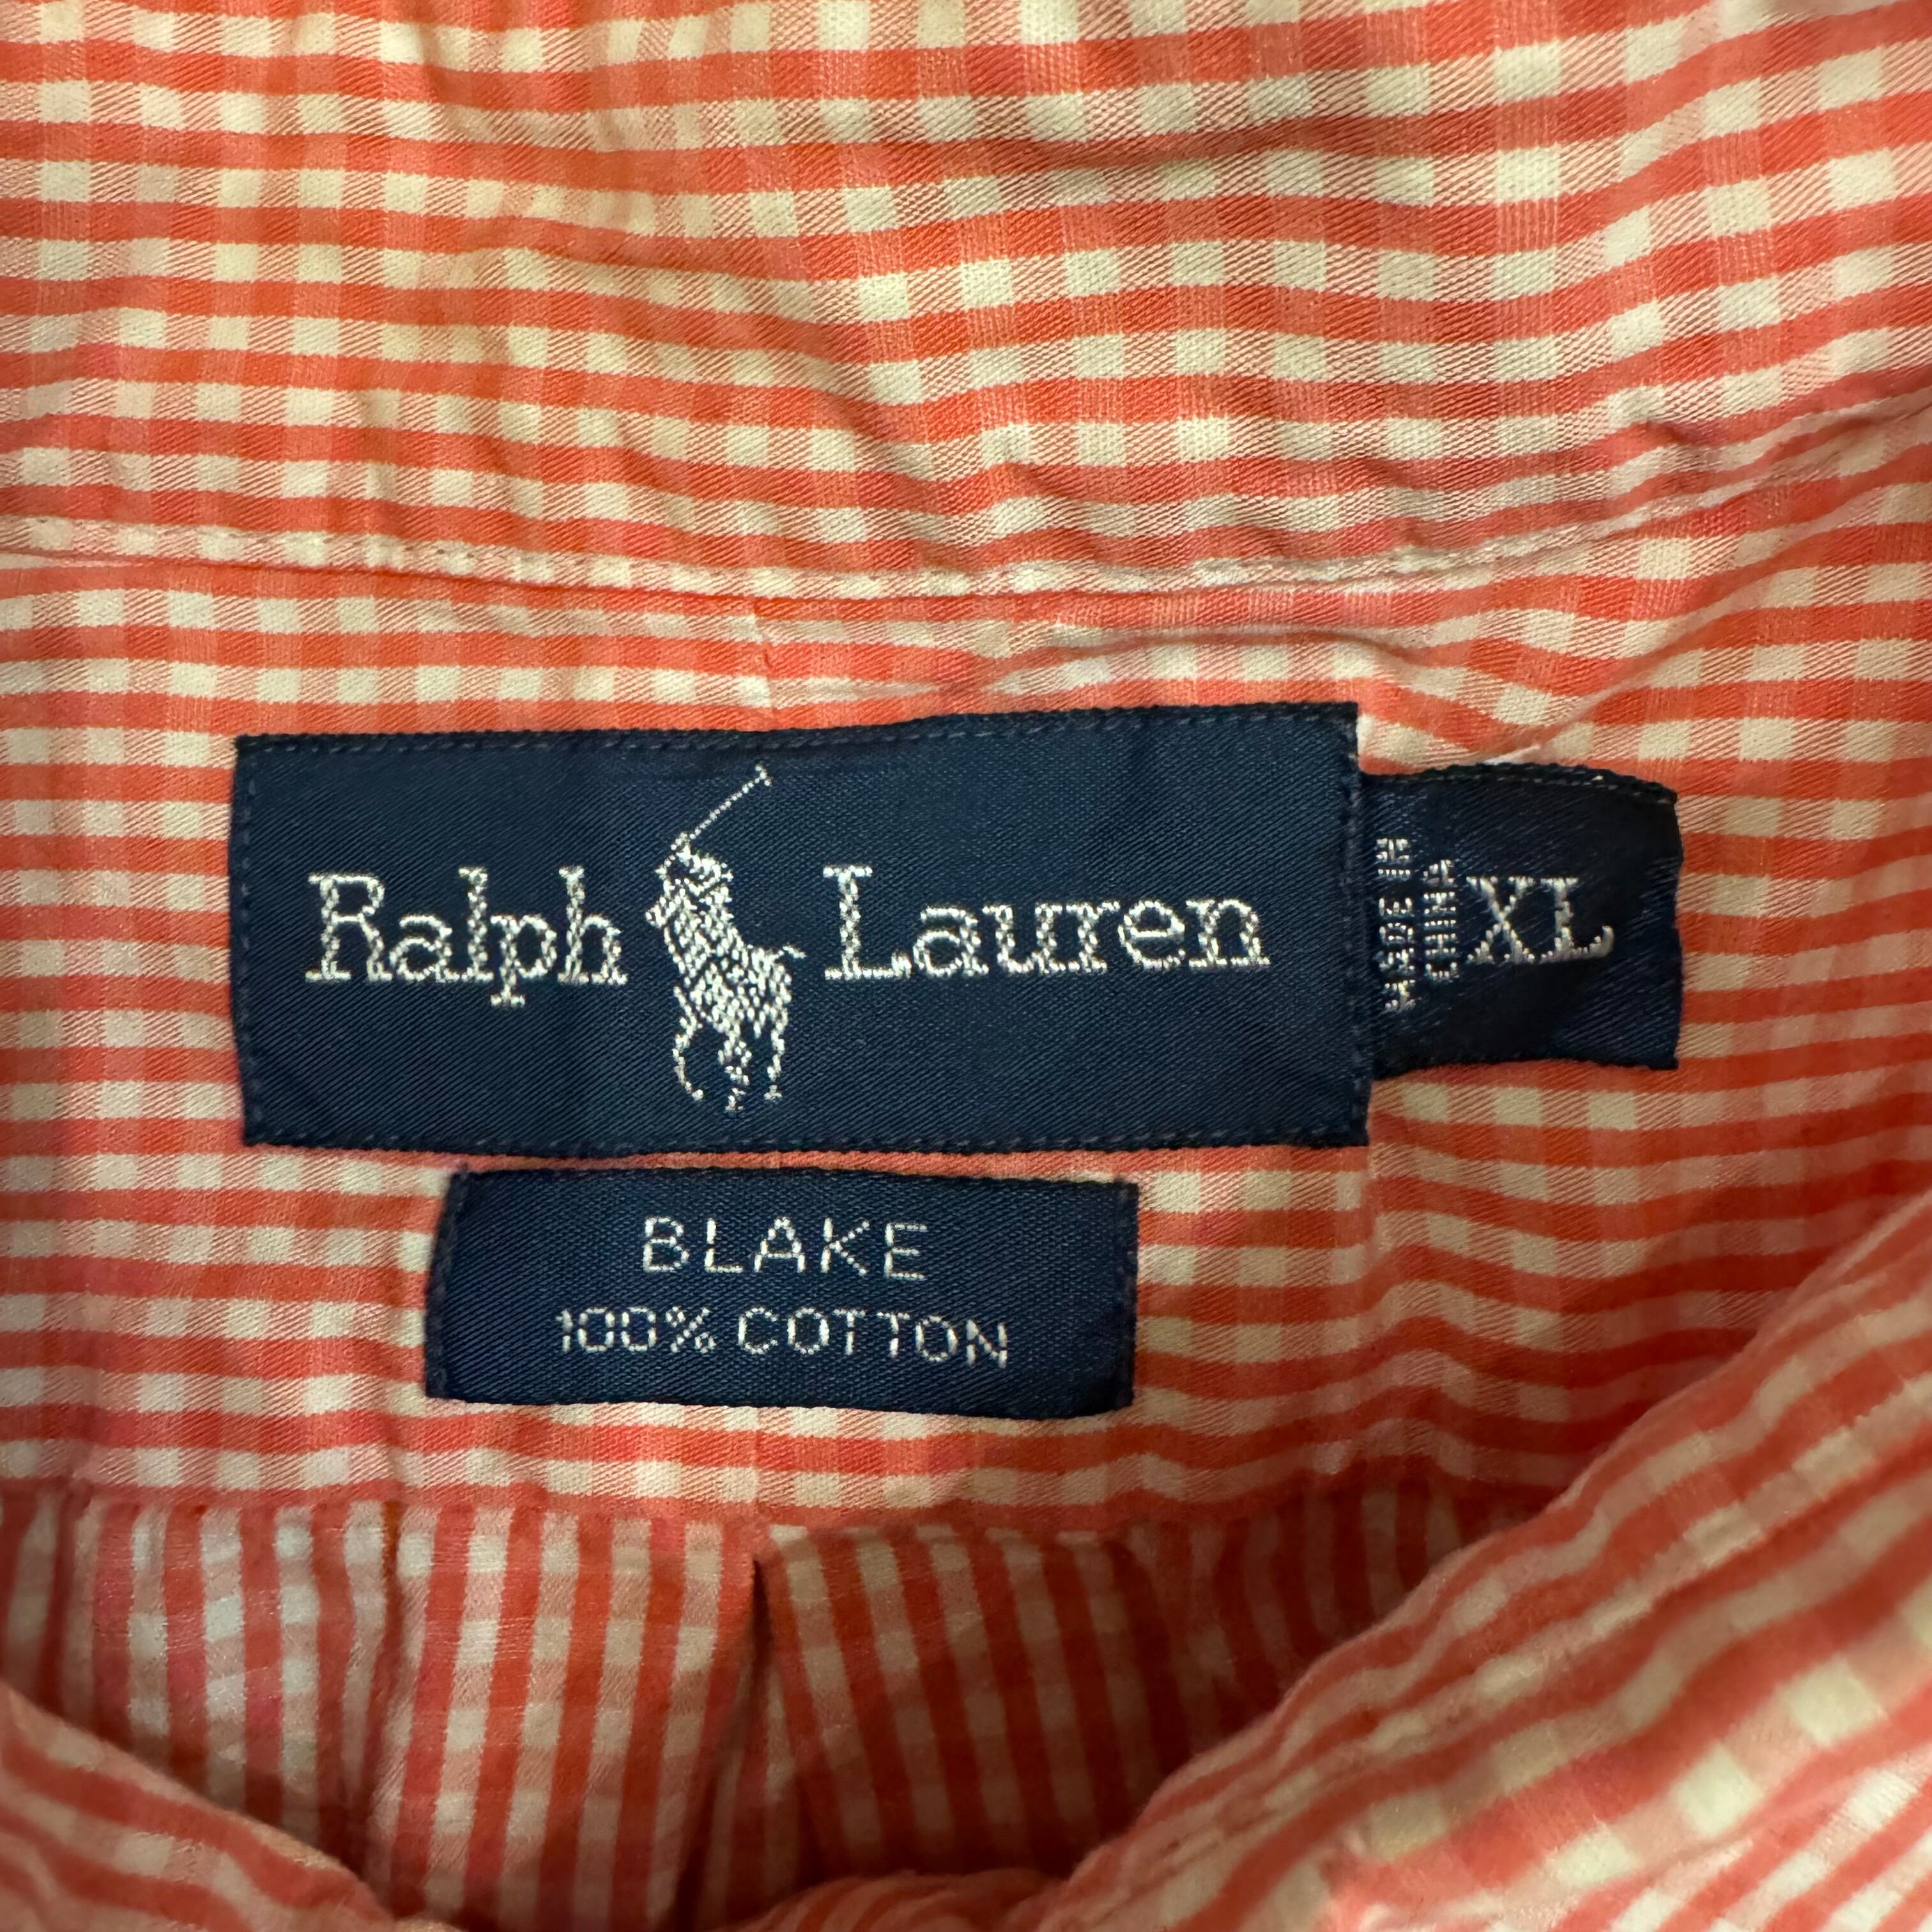 Ralph Lauren
MADE IN
CHINA
XL
BLAKE
100% COTTON